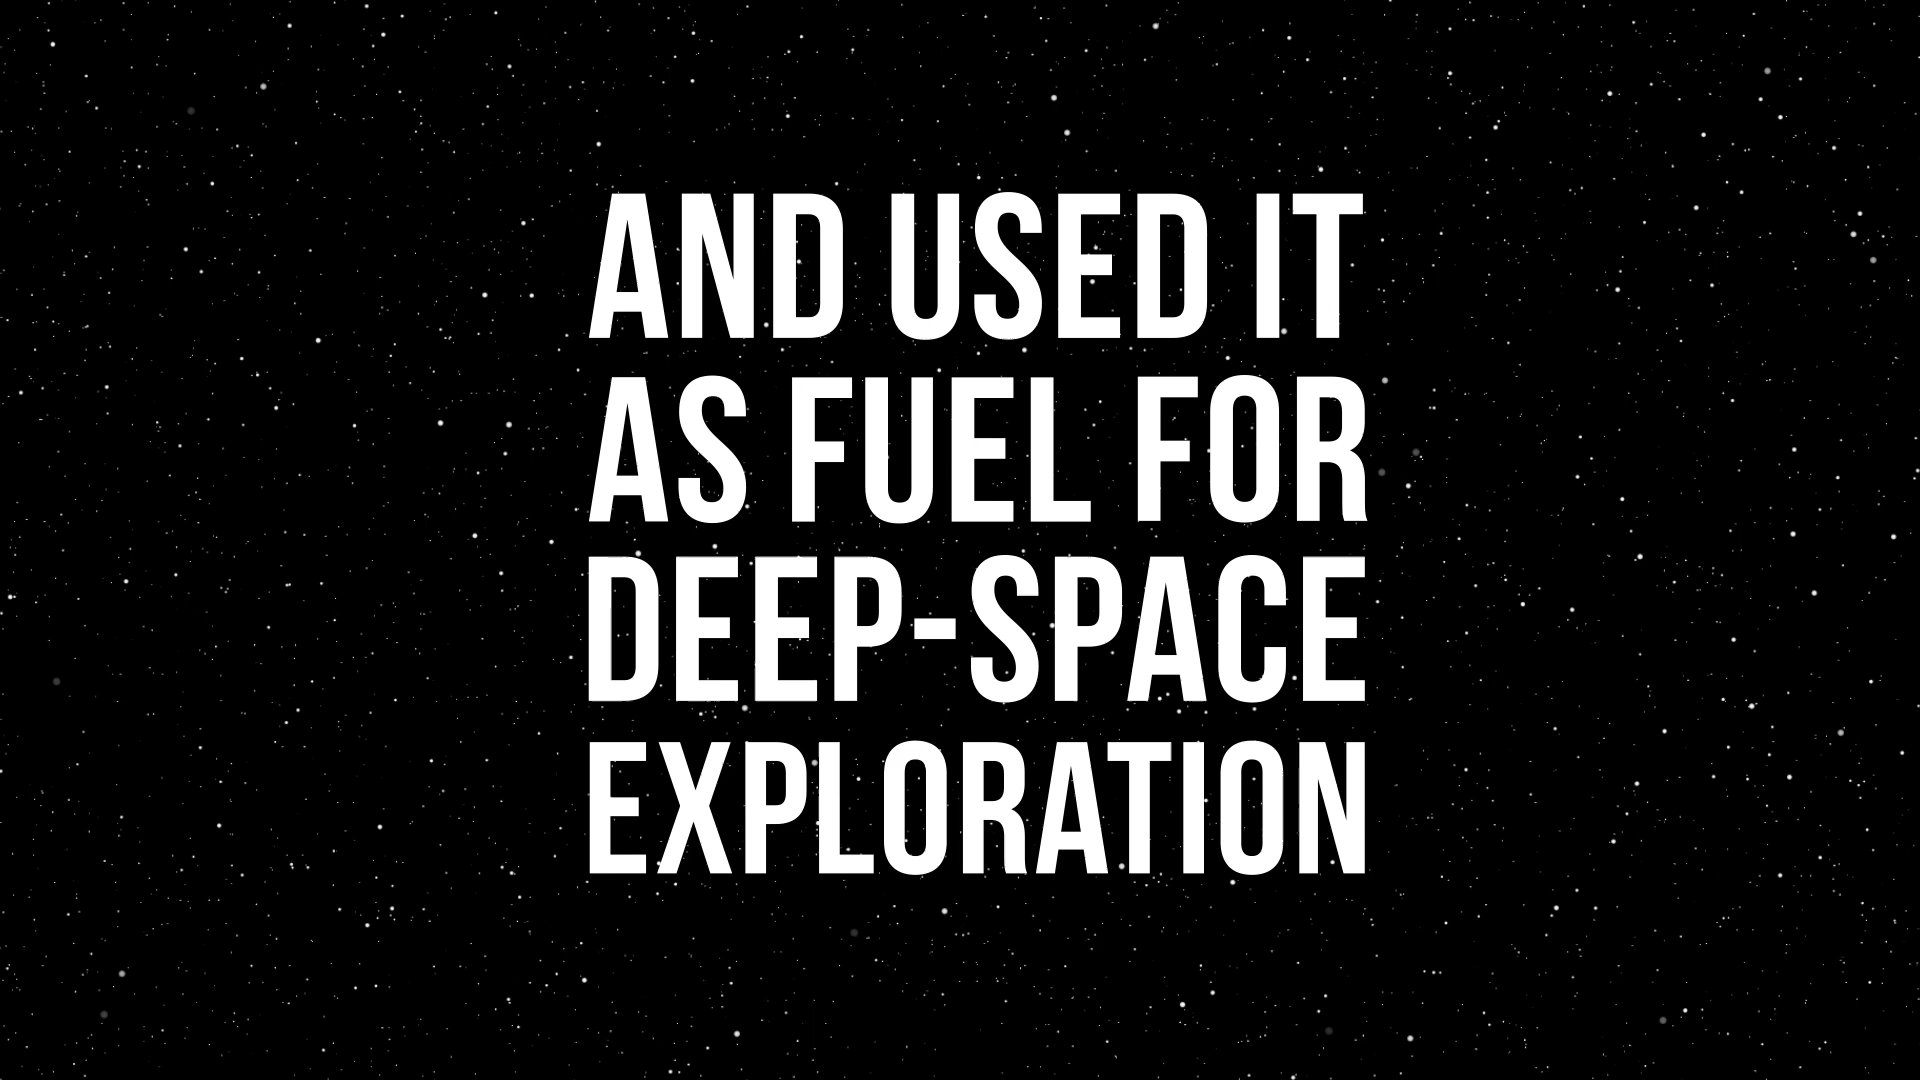 AND USED IT
AS FUEL FOR
DEEP-SPACE
EXPLORATION